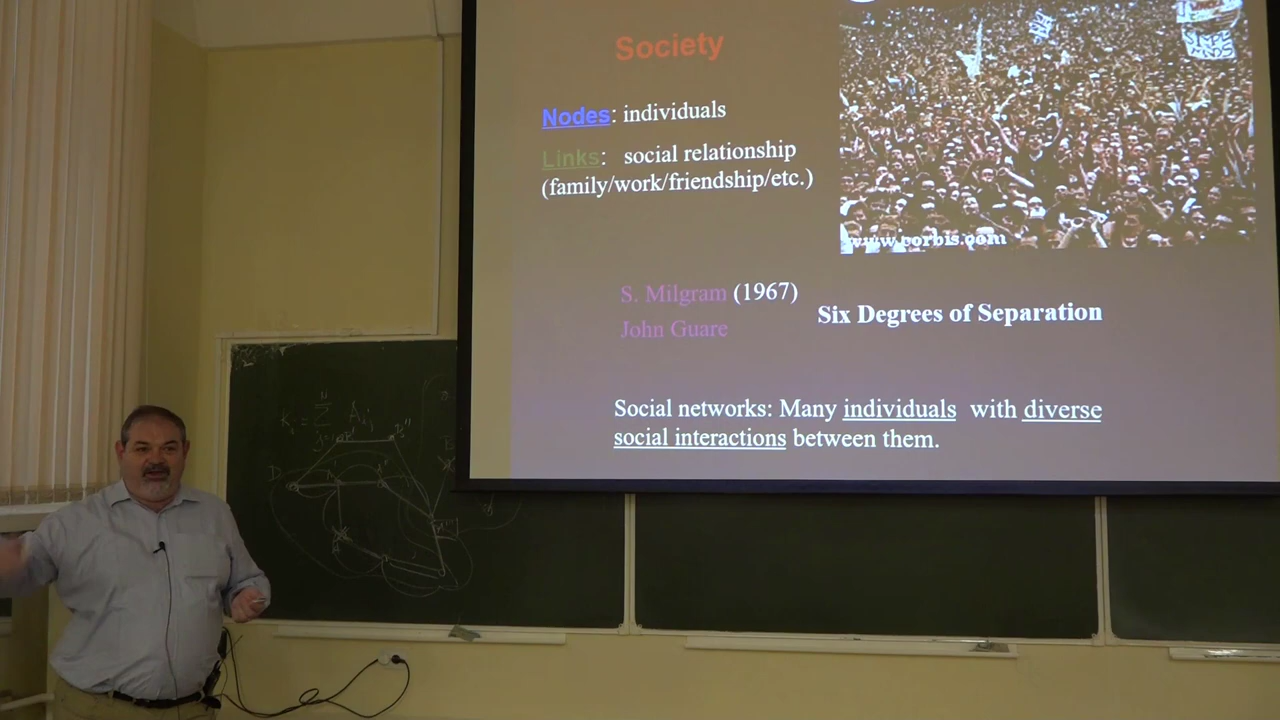 Society
Nodes: individuals
Links: social relationship
(family/work/friendship/etc.)
www.corbis.com
S. Milgram (1967)
John Guare
Six Degrees of Separation
Social networks: Many individuals with diverse
social interactions between them.